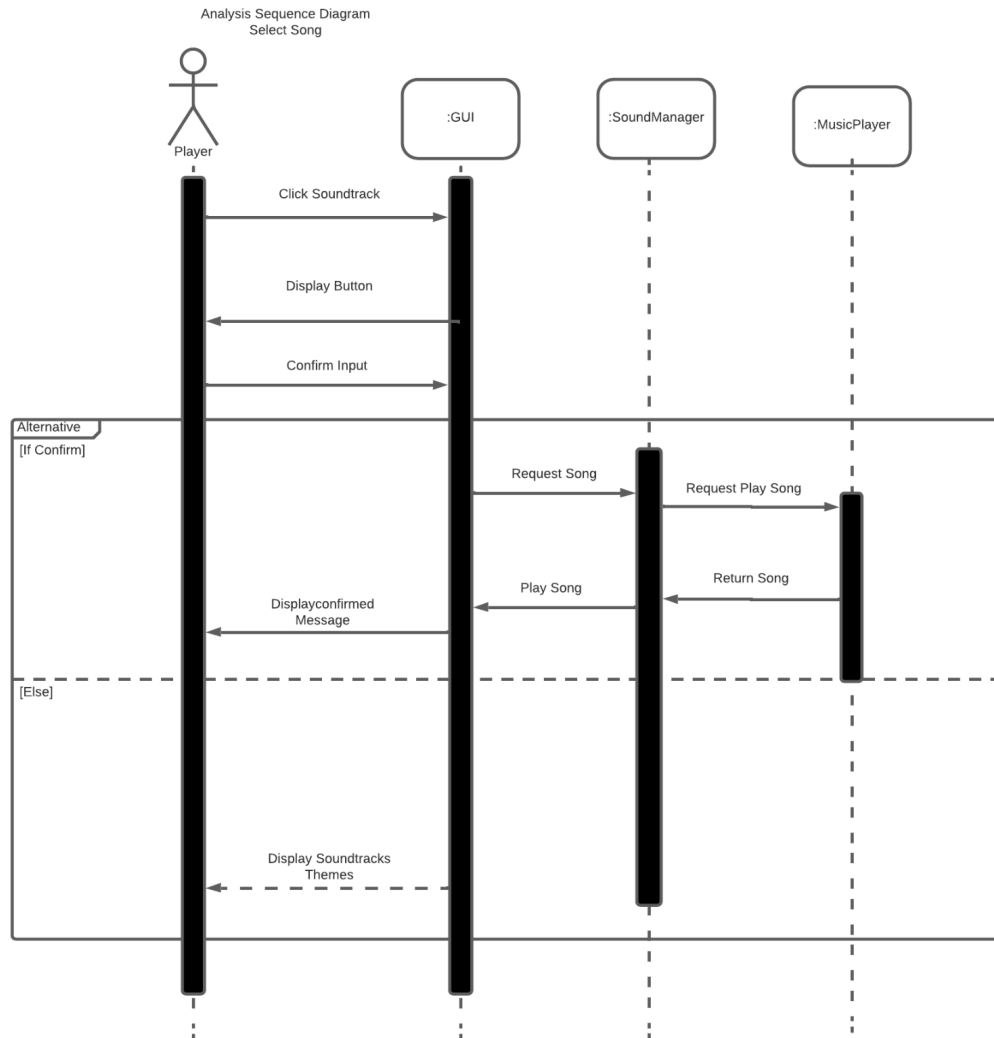 Analysis Sequence Diagram
Select Song
Player
:GUI
:SoundManager
:MusicPlayer
Click Soundtrack
Display Button
Confirm Input
Alternative
[If Confirm]
Request Song
Request Play Song
Return Song
Play Song
Displayconfirmed
Message
[Else]
Display Soundtracks
Themes